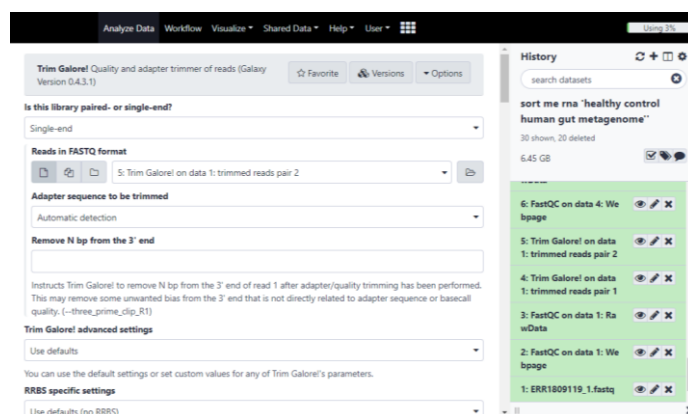 Analyze Data Workflow Visualize Shared Data Help User Using 3%
Trim Galore! Quality and adapter trimmer of reads (Galaxy
Version 0.4.3.1)
Favorite Versions Options
Is this library paired- or single-end?
Single-end
Reads in FASTQ format
5: Trim Galore! on data 1: trimmed reads pair 2
Adapter sequence to be trimmed
Automatic detection
Remove N bp from the 3' end
Instructs Trim Galore! to remove N bp from the 3' end of read 1 after adapter/quality trimming has been performed.
This may remove some unwanted bias from the 3' end that is not directly related to adapter sequence or basecall
quality. (--three_prime_clip_R1)
Trim Galore! advanced settings
Use defaults
You can use the default settings or set custom values for any of Trim Galore!'s parameters.
RRBS specific settings
Use defaults (no RRBS)
History
search datasets
sort me rna 'healthy control
human gut metagenome''
30 shown, 20 deleted
6.45 GB
wData
6: FastQC on data 4: We
bpage
5: Trim Galore! on data
1: trimmed reads pair 2
4: Trim Galore! on data
1: trimmed reads pair 1
3: FastQC on data 1: Ra
wData
2: FastQC on data 1: We
bpage
1: ERR1809119_1.fastq